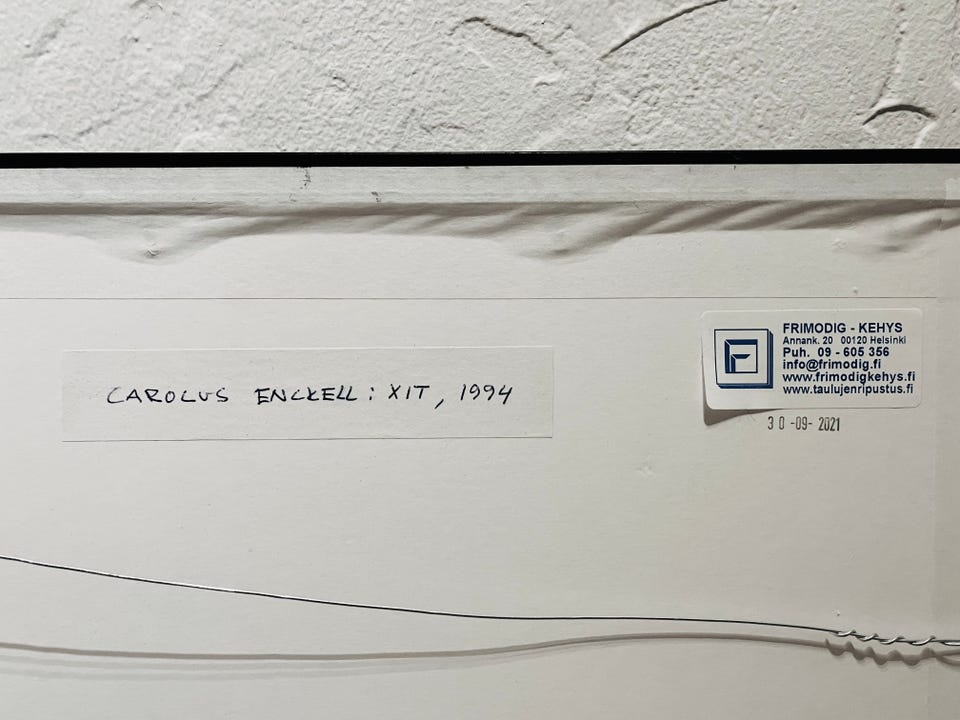 CAROLUS ENCKELL: XIT, 1994
FRIMODIG - KEHYS
Annank. 20 00120 Helsinki
Puh. 09 - 605 356
info@frimodigkehys.fi
www.frimodigkehys.fi
www.taulujenripustus.fi
30 -09- 2021